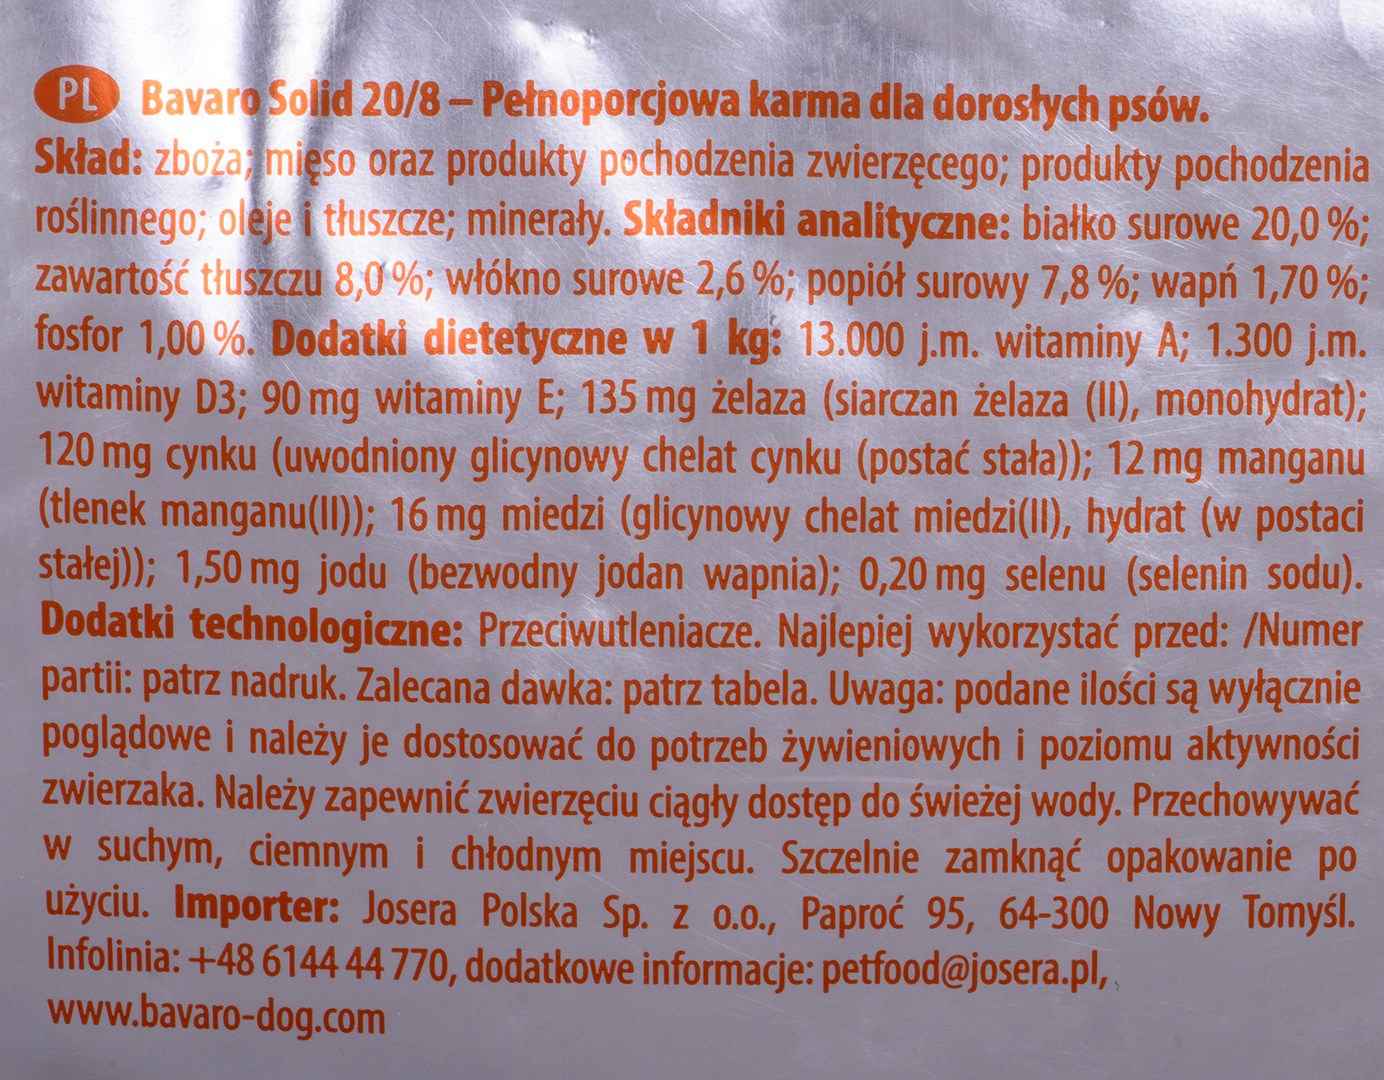 PL Bavaro Solid 20/8 – Pełnoporcjowa karma dla dorosłych psów.
Skład: zboża; mięso oraz produkty pochodzenia zwierzęcego; produkty pochodzenia
roślinnego; oleje i tłuszcze; minerały. Składniki analityczne: białko surowe 20,0 %;
zawartość tłuszczu 8,0 %; włókno surowe 2,6 %; popiół surowy 7,8 %; wapń 1,70 %;
fosfor 1,00 %. Dodatki dietetyczne w 1 kg: 13.000 j.m. witaminy A; 1.300 j.m.
witaminy D3; 90 mg witaminy E; 135 mg żelaza (siarczan żelaza (II), monohydrat);
120 mg cynku (uwodniony glicynowy chelat cynku (postać stała)); 12 mg manganu
(tlenek manganu(II)); 16 mg miedzi (glicynowy chelat miedzi(II), hydrat (w postaci
stałej)); 1,50 mg jodu (bezwodny jodan wapnia); 0,20 mg selenu (selenin sodu).
Dodatki technologiczne: Przeciwutleniacze. Najlepiej wykorzystać przed: /Numer
partii: patrz nadruk. Zalecana dawka: patrz tabela. Uwaga: podane ilości są wyłącznie
poglądowe i należy je dostosować do potrzeb żywieniowych i poziomu aktywności
zwierzaka. Należy zapewnić zwierzęciu ciągły dostęp do świeżej wody. Przechowywać
w suchym, ciemnym i chłodnym miejscu. Szczelnie zamknąć opakowanie po
użyciu. Importer: Josera Polska Sp. z o.o., Paproć 95, 64-300 Nowy Tomyśl.
Infolinia: +48 6144 44 770, dodatkowe informacje: petfood@josera.pl,
www.bavaro-dog.com